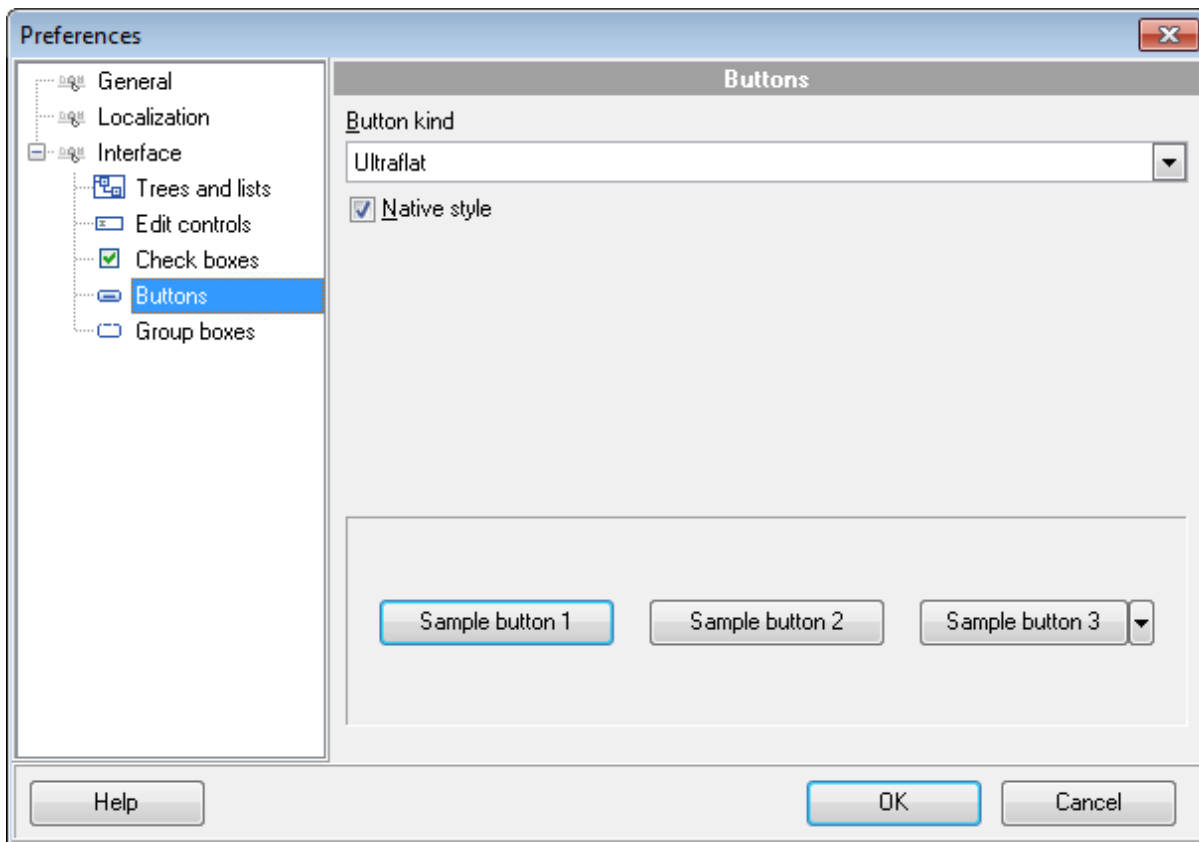 Preferences
General
Localization
Interface
Trees and lists
Edit controls
Check boxes
Buttons
Group boxes
Buttons
Button kind
Ultraflat
Native style
Sample button 1
Sample button 2
Sample button 3
Help
OK
Cancel